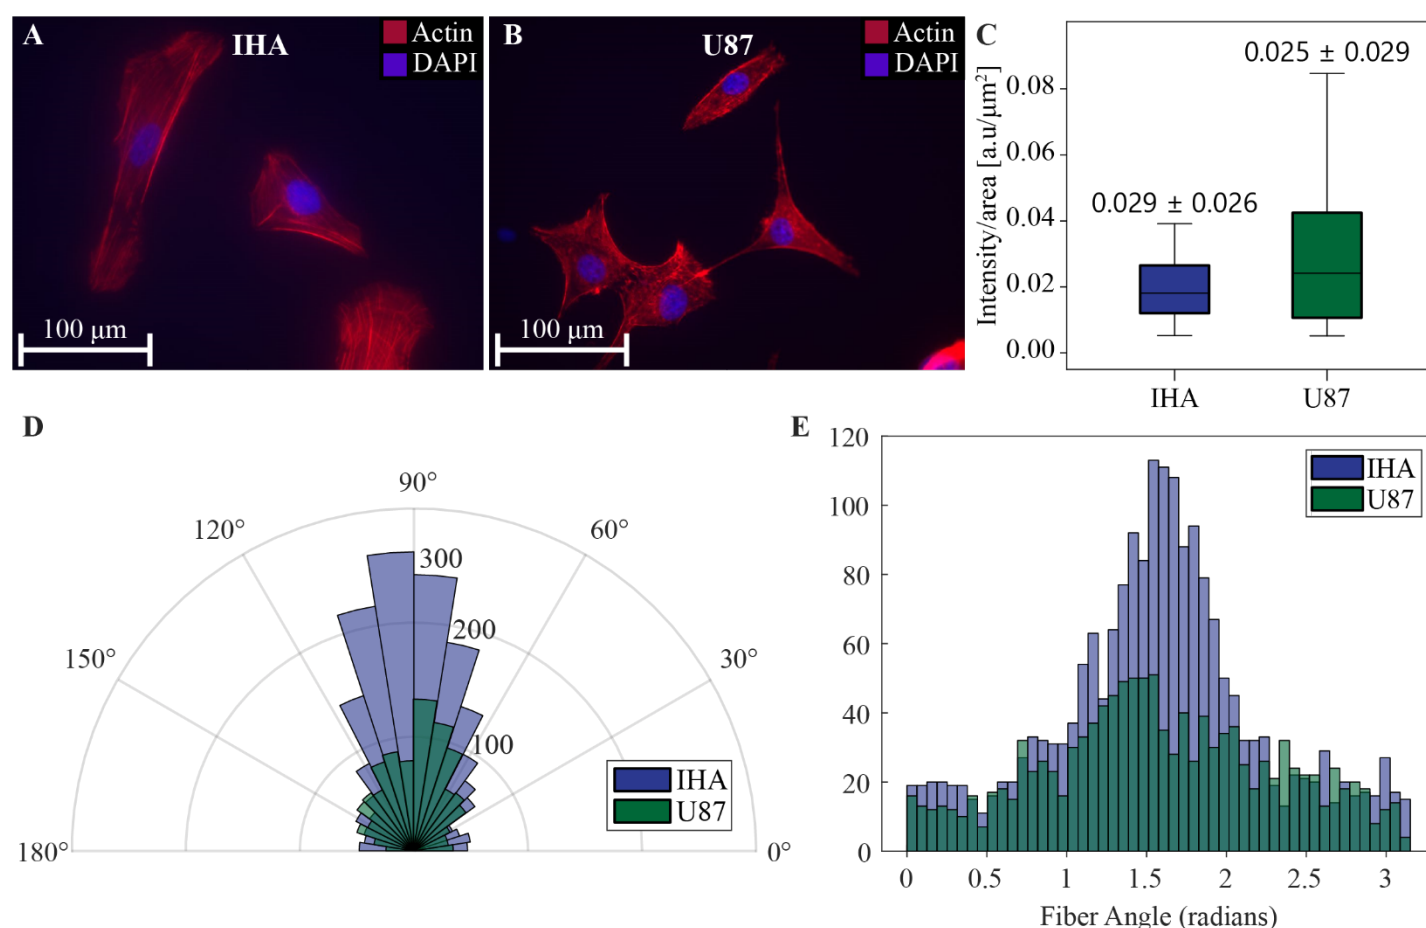 A
IHA
Actin
DAPI
100 μm
B
U87
Actin
DAPI
100 μm
C
0.025 ± 0.029
0.029 ± 0.026
Intensity/area [a.u/μm²]
0.08
0.06
0.04
0.02
0.00
IHA
U87
D
90°
120°
60°
150°
30°
180°
0°
300
200
100
IHA
U87
E
120
100
80
60
40
20
0
IHA
U87
0
0.5
1
1.5
2
2.5
3
Fiber Angle (radians)